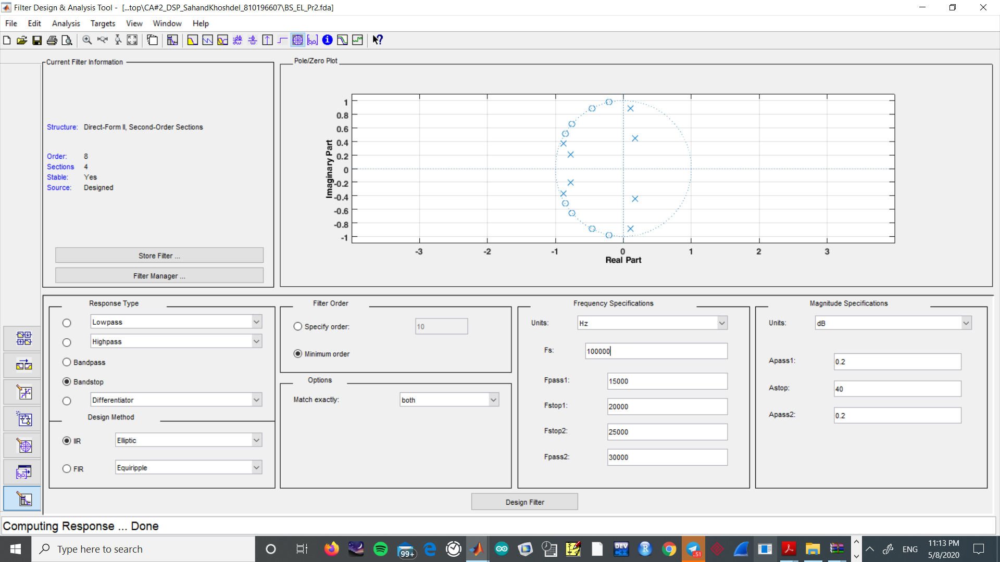 Filter Design & Analysis Tool - [...top\CA#2_DSP_SahandKhoshdel_810196607\BS_EL_Pr2.fda]
File Edit Analysis Targets View Window Help
Current Filter Information
Structure: Direct-Form II, Second-Order Sections
Order: 8
Sections 4
Stable: Yes
Source: Designed
Store Filter ...
Filter Manager ...
Pole/Zero Plot
1
0.8
0.6
0.4
0.2
0
-0.2
-0.4
-0.6
-0.8
-1
Imaginary Part
-3 -2 -1 0 1 2 3
Real Part
Response Type
Lowpass
Highpass
Bandpass
Bandstop
Differentiator
Design Method
IIR Elliptic
FIR Equiripple
Filter Order
Specify order: 10
Minimum order
Options
Match exactly: both
Frequency Specifications
Units: Hz
Fs: 100000
Fpass1: 15000
Fstop1: 20000
Fstop2: 25000
Fpass2: 30000
Magnitude Specifications
Units: dB
Apass1: 0.2
Astop: 40
Apass2: 0.2
Design Filter
Computing Response ... Done
Type here to search
99+
DEV
C++
R
..51
ENG
11:13 PM
5/8/2020